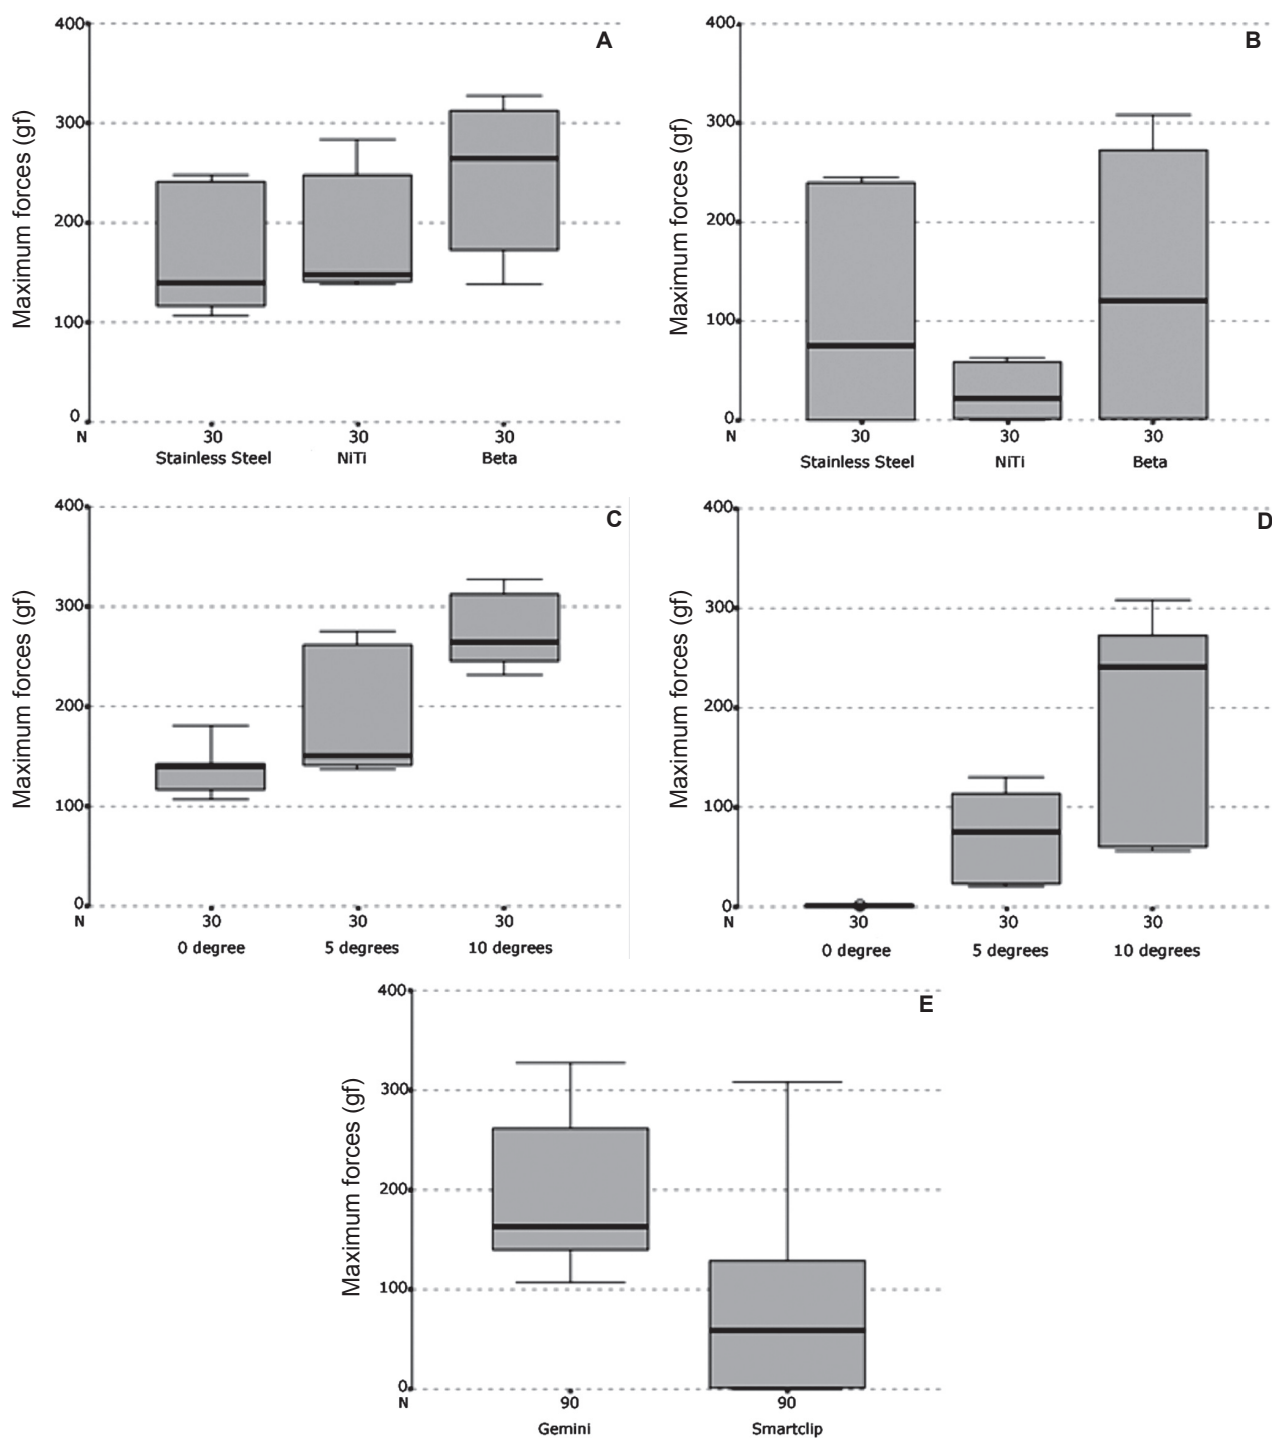 A
Maximum forces (gf)
400
300
200
100
0
N 30 30 30
Stainless Steel NiTi Beta
B
Maximum forces (gf)
400
300
200
100
0
N 30 30 30
Stainless Steel NiTi Beta
C
Maximum forces (gf)
400
300
200
100
0
N 30 30 30
0 degree 5 degrees 10 degrees
D
Maximum forces (gf)
400
300
200
100
0
N 30 30 30
0 degree 5 degrees 10 degrees
E
Maximum forces (gf)
400
300
200
100
0
N 90 90
Gemini Smartclip